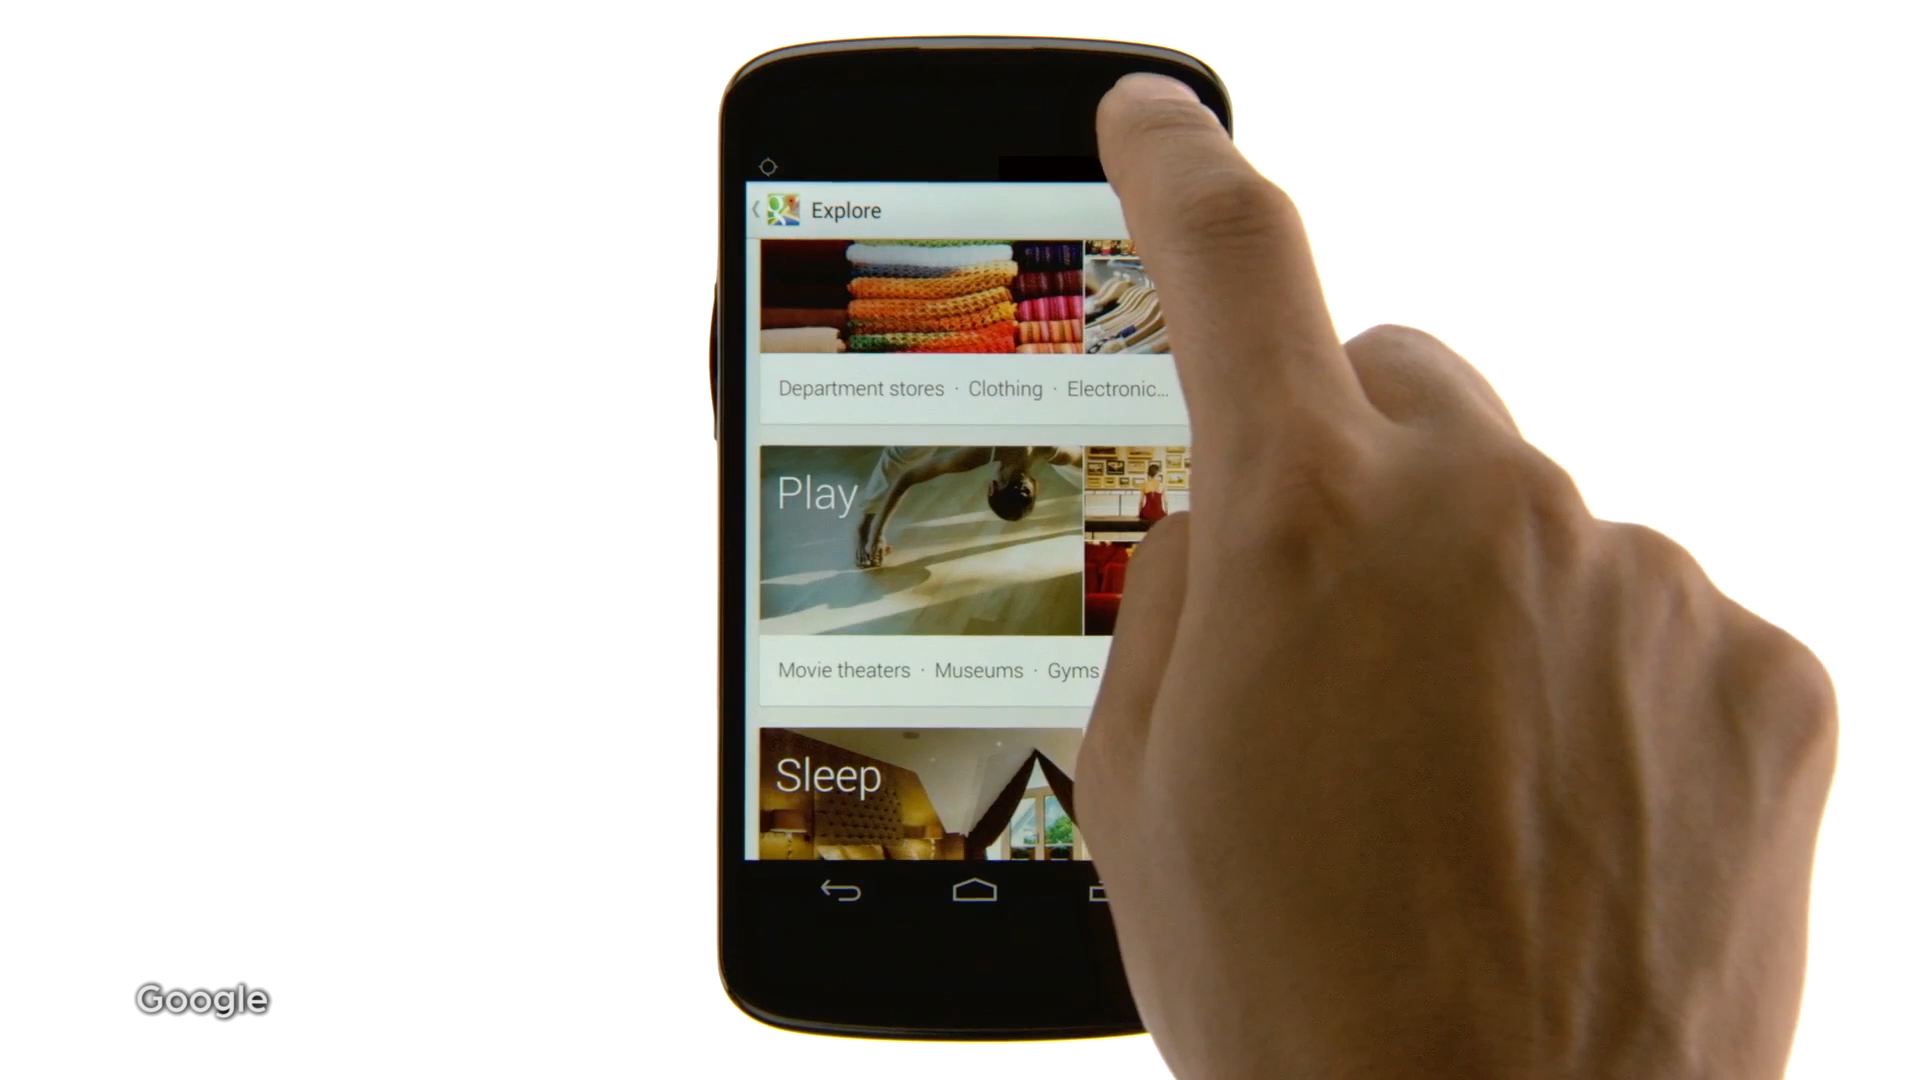 Explore
Department stores · Clothing · Electronic...
Play
Movie theaters · Museums · Gyms
Sleep
Google